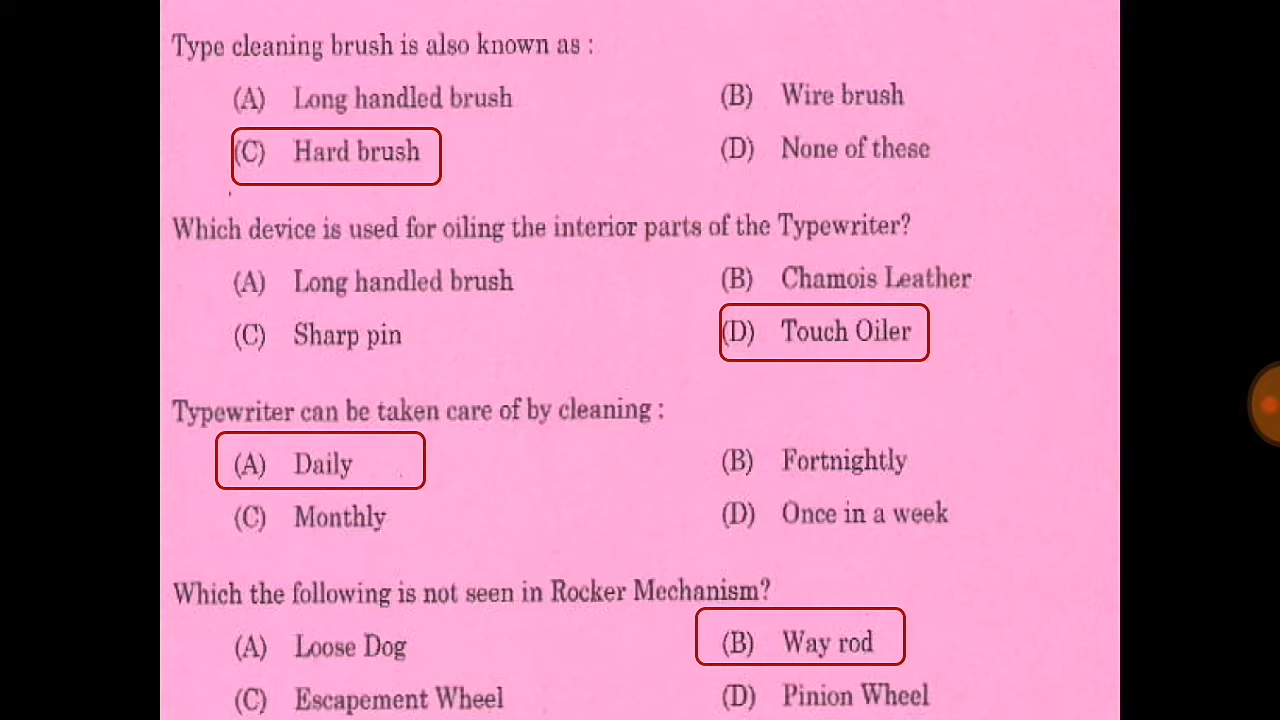 Type cleaning brush is also known as :
(A) Long handled brush (B) Wire brush
(C) Hard brush (D) None of these
Which device is used for oiling the interior parts of the Typewriter?
(A) Long handled brush (B) Chamois Leather
(C) Sharp pin (D) Touch Oiler
Typewriter can be taken care of by cleaning :
(A) Daily (B) Fortnightly
(C) Monthly (D) Once in a week
Which the following is not seen in Rocker Mechanism?
(A) Loose Dog (B) Way rod
(C) Escapement Wheel (D) Pinion Wheel